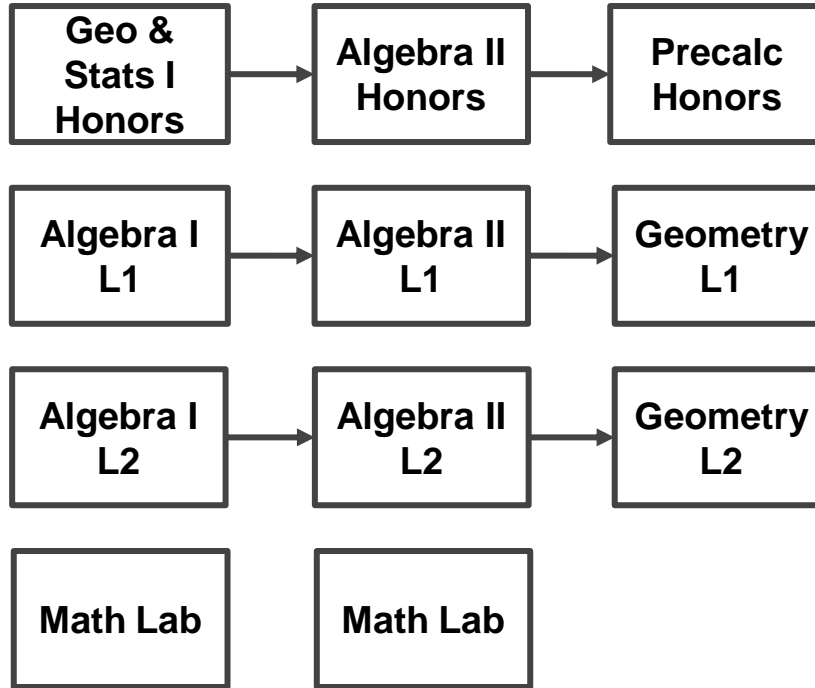 Geo &
Stats I
Honors
Algebra II
Honors
Precalc
Honors
Algebra I
L1
Algebra II
L1
Geometry
L1
Algebra I
L2
Algebra II
L2
Geometry
L2
Math Lab
Math Lab